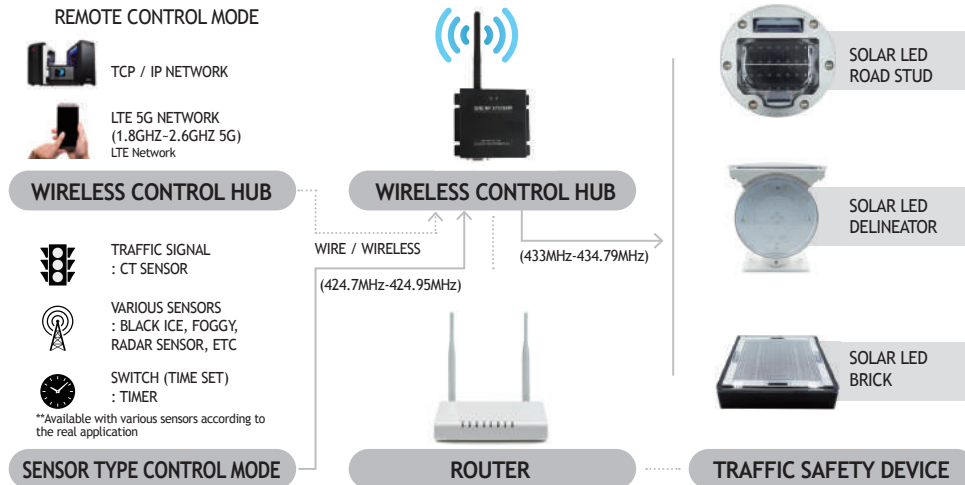 REMOTE CONTROL MODE
TCP / IP NETWORK
LTE 5G NETWORK
(1.8GHZ~2.6GHZ 5G)
LTE Network
WIRELESS CONTROL HUB
TRAFFIC SIGNAL
: CT SENSOR
VARIOUS SENSORS
: BLACK ICE, FOGGY,
RADAR SENSOR, ETC
SWITCH (TIME SET)
: TIMER
**Available with various sensors according to
the real application
SENSOR TYPE CONTROL MODE
WIRELESS CONTROL HUB
WIRE / WIRELESS
(424.7MHz-424.95MHz)
(433MHz-434.79MHz)
ROUTER
SOLAR LED
ROAD STUD
SOLAR LED
DELINEATOR
SOLAR LED
BRICK
TRAFFIC SAFETY DEVICE